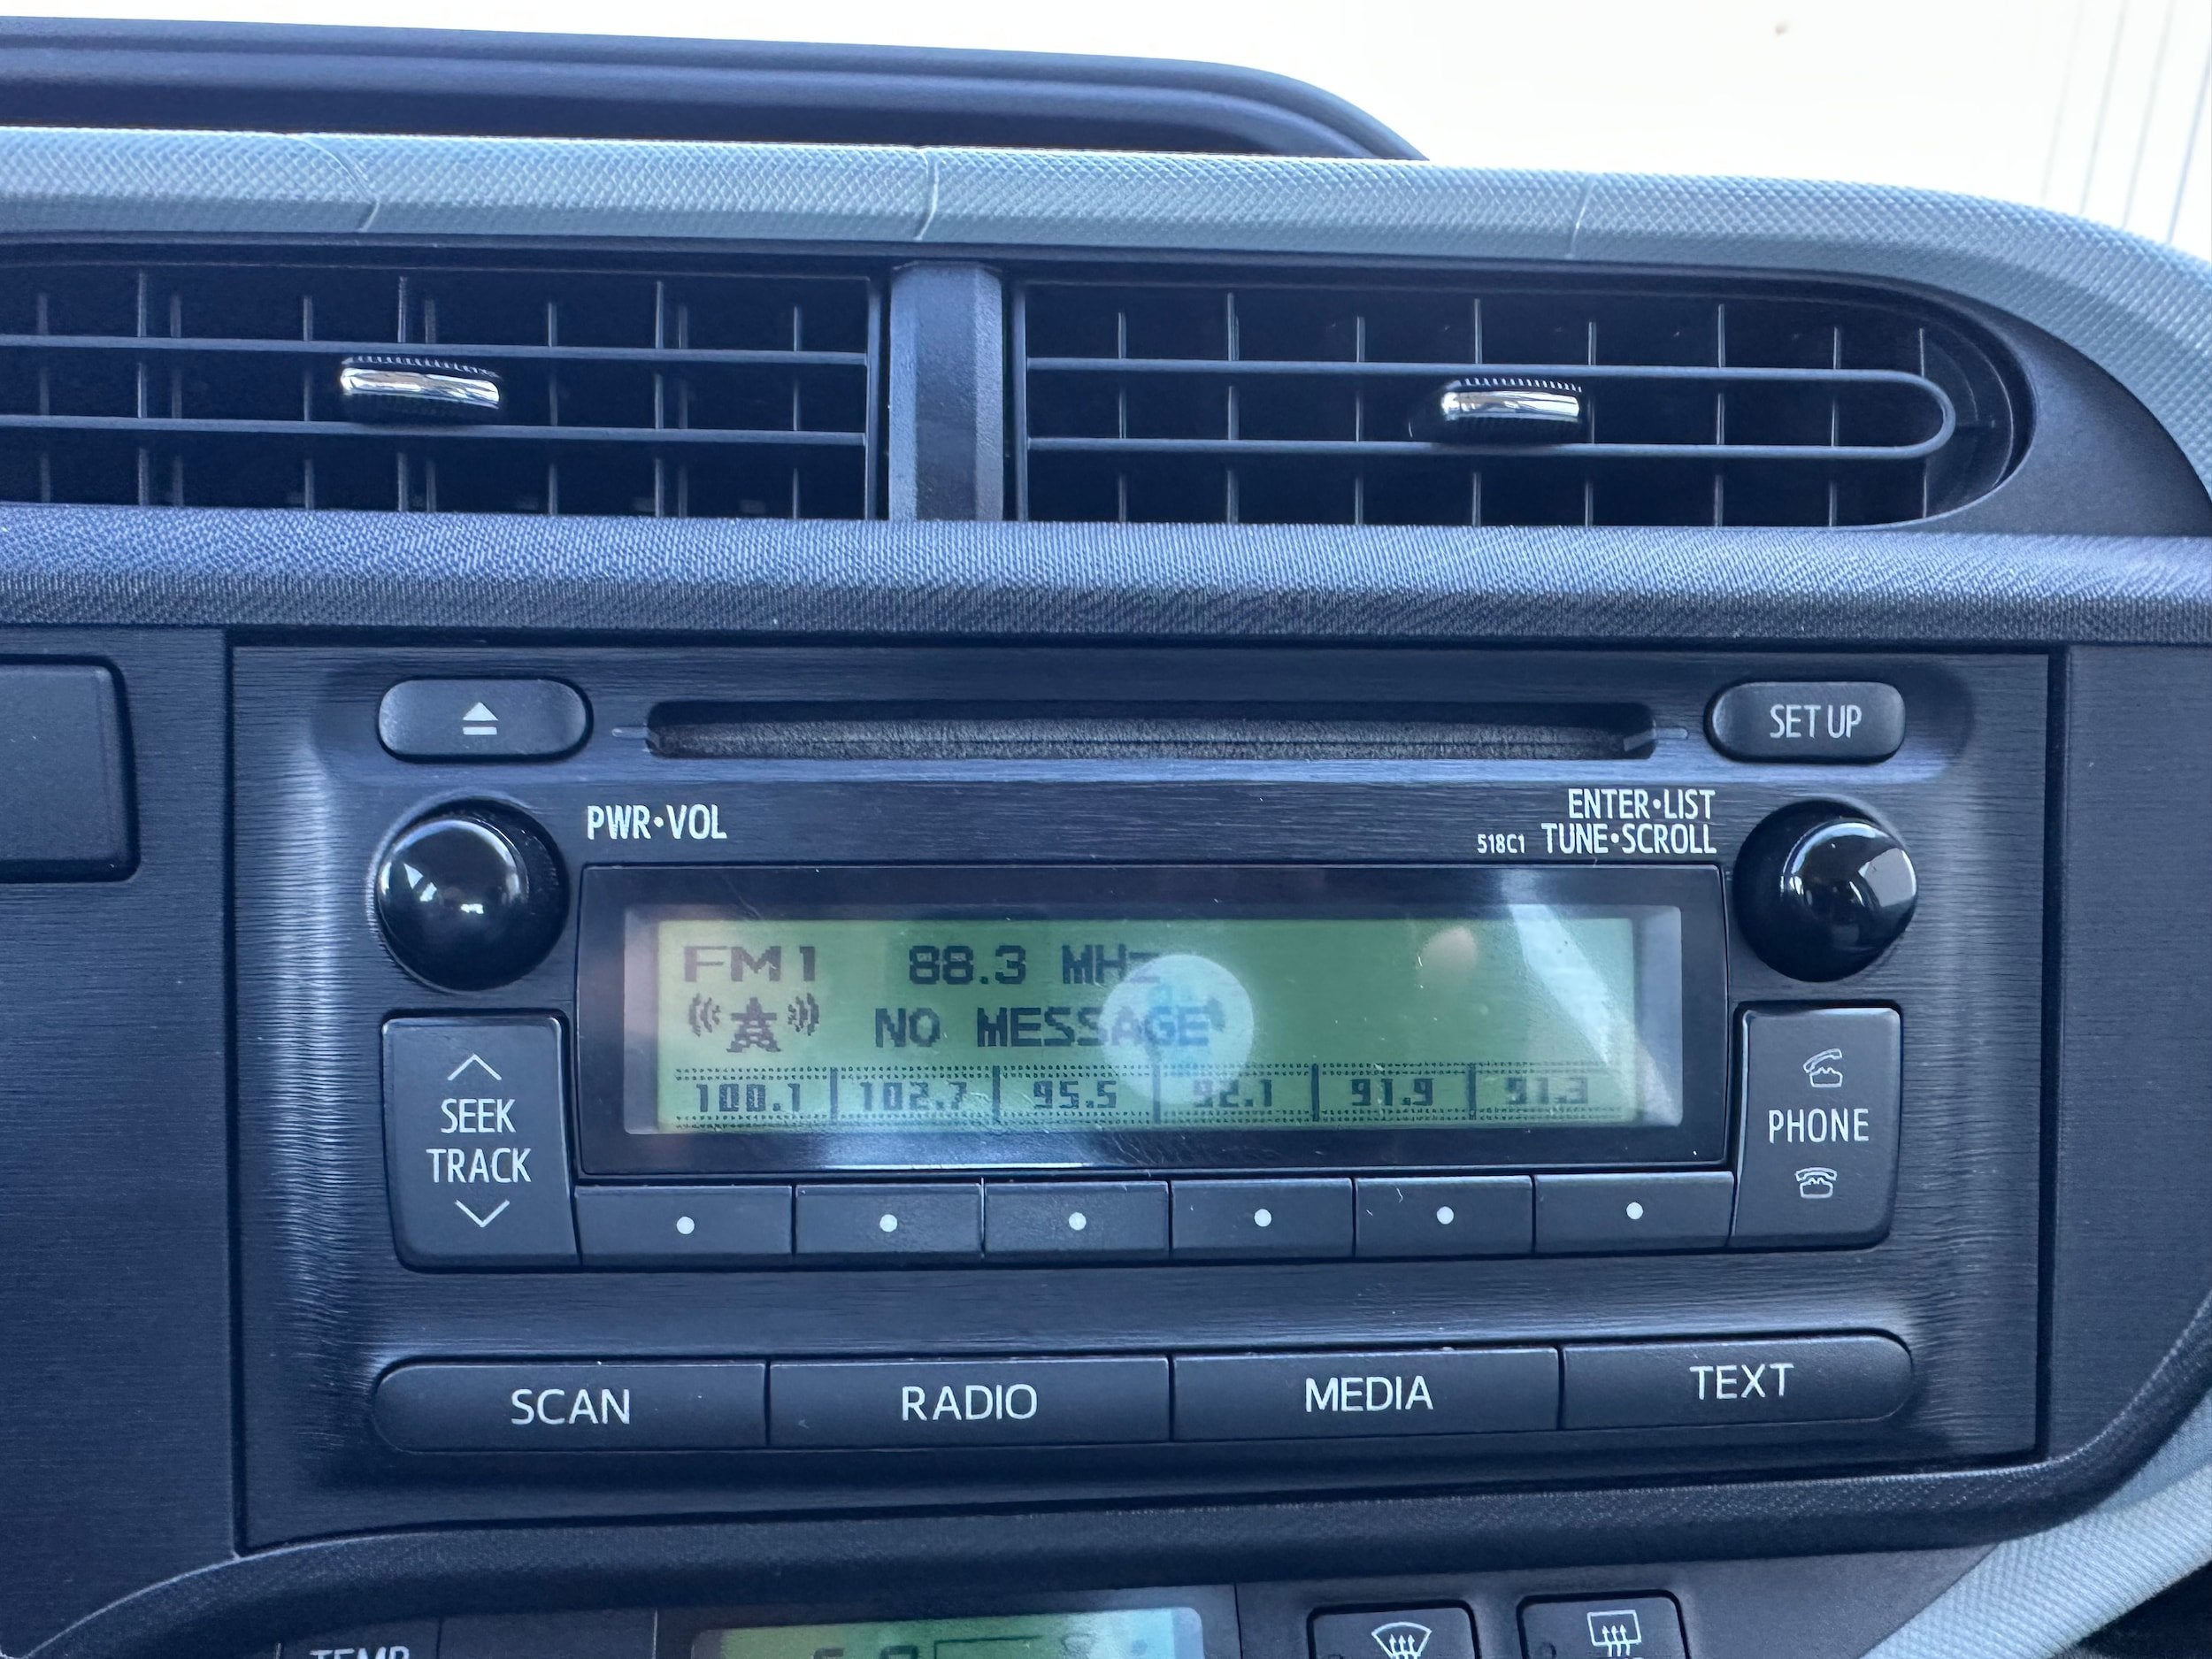 SET UP
PWR•VOL
ENTER•LIST
518C1 TUNE•SCROLL
FM1 88.3 MHz
NO MESSAGE
100.1 102.7 95.5 92.1 91.9 91.3
SEEK
TRACK
PHONE
SCAN RADIO MEDIA TEXT
TEMP